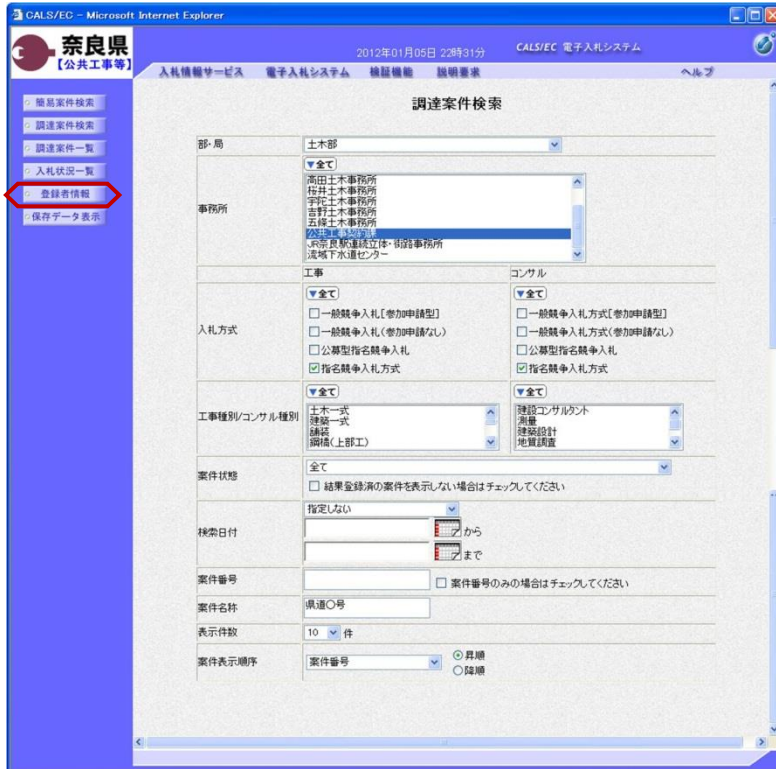 CALS/EC - Microsoft Internet Explorer
奈良県
【公共工事等】
2012年01月05日 22時31分
CALS/EC 電子入札システム
入札情報サービス 電子入札システム 検証機能 説明要求 ヘルプ
簡易案件検索
調達案件検索
調達案件一覧
入札状況一覧
登録者情報
保存データ表示
調達案件検索
部・局 土木部
▼全て
事務所
高田土木事務所
桜井土木事務所
宇陀土木事務所
吉野土木事務所
五條土木事務所
公共工事契約課
JR奈良駅連続立体・街路事務所
流域下水道センター
工事 コンサル
▼全て ▼全て
入札方式
一般競争入札[参加申請型] 一般競争入札方式[参加申請型]
一般競争入札(参加申請なし) 一般競争入札方式(参加申請なし)
公募型指名競争入札 公募型指名競争入札
指名競争入札方式 指名競争入札方式
▼全て ▼全て
工事種別/コンサル種別
土木一式 建設コンサルタント
建築一式 測量
舗装 建築設計
鋼橋(上部工) 地質調査
案件状態 全て
結果登録済の案件を表示しない場合はチェックしてください
検索日付 指定しない
から
まで
案件番号 案件番号のみの場合はチェックしてください
案件名称 県道〇号
表示件数 10 件
案件表示順序 案件番号 昇順
降順